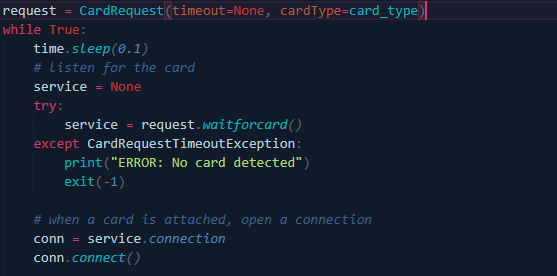 request = CardRequest(timeout=None, cardType=card_type)
while True:
    time.sleep(0.1)
    # listen for the card
    service = None
    try:
        service = request.waitforcard()
    except CardRequestTimeoutException:
        print("ERROR: No card detected")
        exit(-1)
    # when a card is attached, open a connection
    conn = service.connection
    conn.connect()